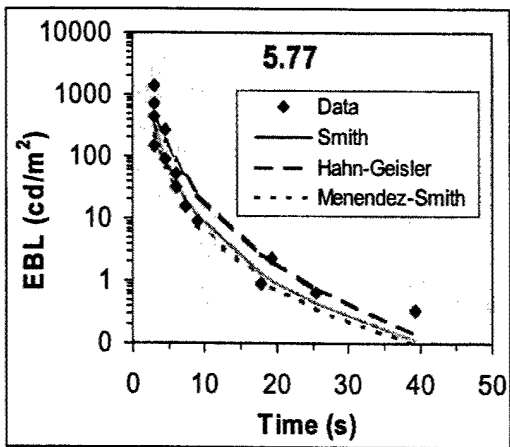 5.77
10000
1000
100
10
1
0
EBL (cd/m²)
Data
Smith
Hahn-Geisler
Menendez-Smith
0 10 20 30 40 50
Time (s)